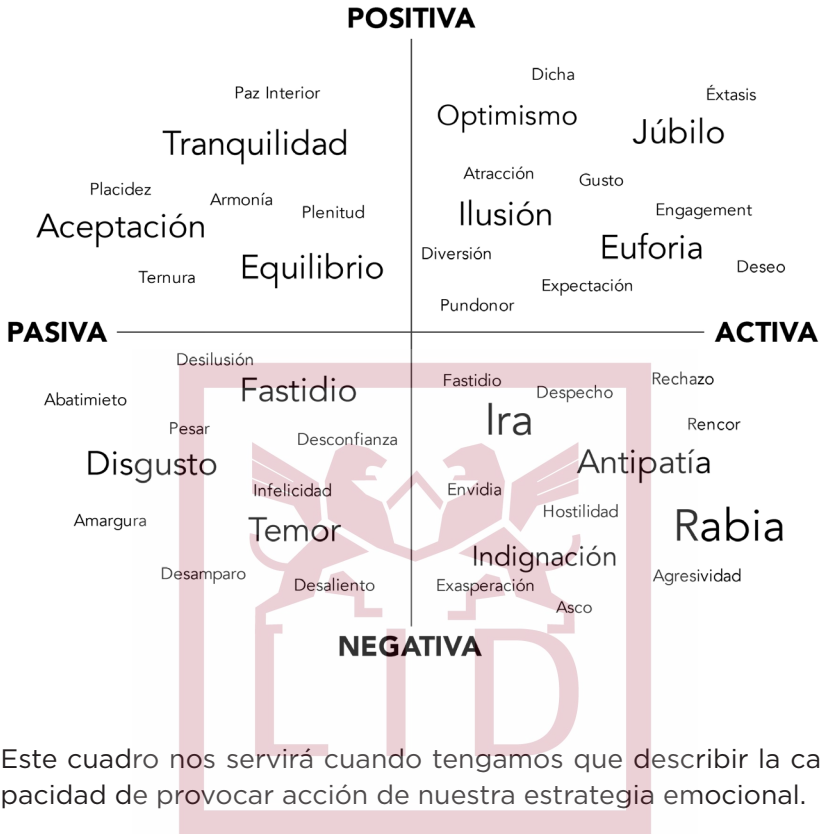 POSITIVA
Dicha
Paz Interior
Éxtasis
Optimismo
Júbilo
Tranquilidad
Atracción
Gusto
Placidez
Armonía
Plenitud
Ilusión
Engagement
Aceptación
Euforia
Diversión
Equilibrio
Deseo
Ternura
Expectación
Pundonor
PASIVA
ACTIVA
Desilusión
Fastidio
Fastidio
Despecho
Rechazo
Abatimieto
Ira
Pesar
Rencor
Desconfianza
Disgusto
Antipatía
Infelicidad
Envidia
Amargura
Temor
Hostilidad
Rabia
Indignación
Desamparo
Desaliento
Exasperación
Agresividad
Asco
NEGATIVA
LID
Este cuadro nos servirá cuando tengamos que describir la ca
pacidad de provocar acción de nuestra estrategia emocional.